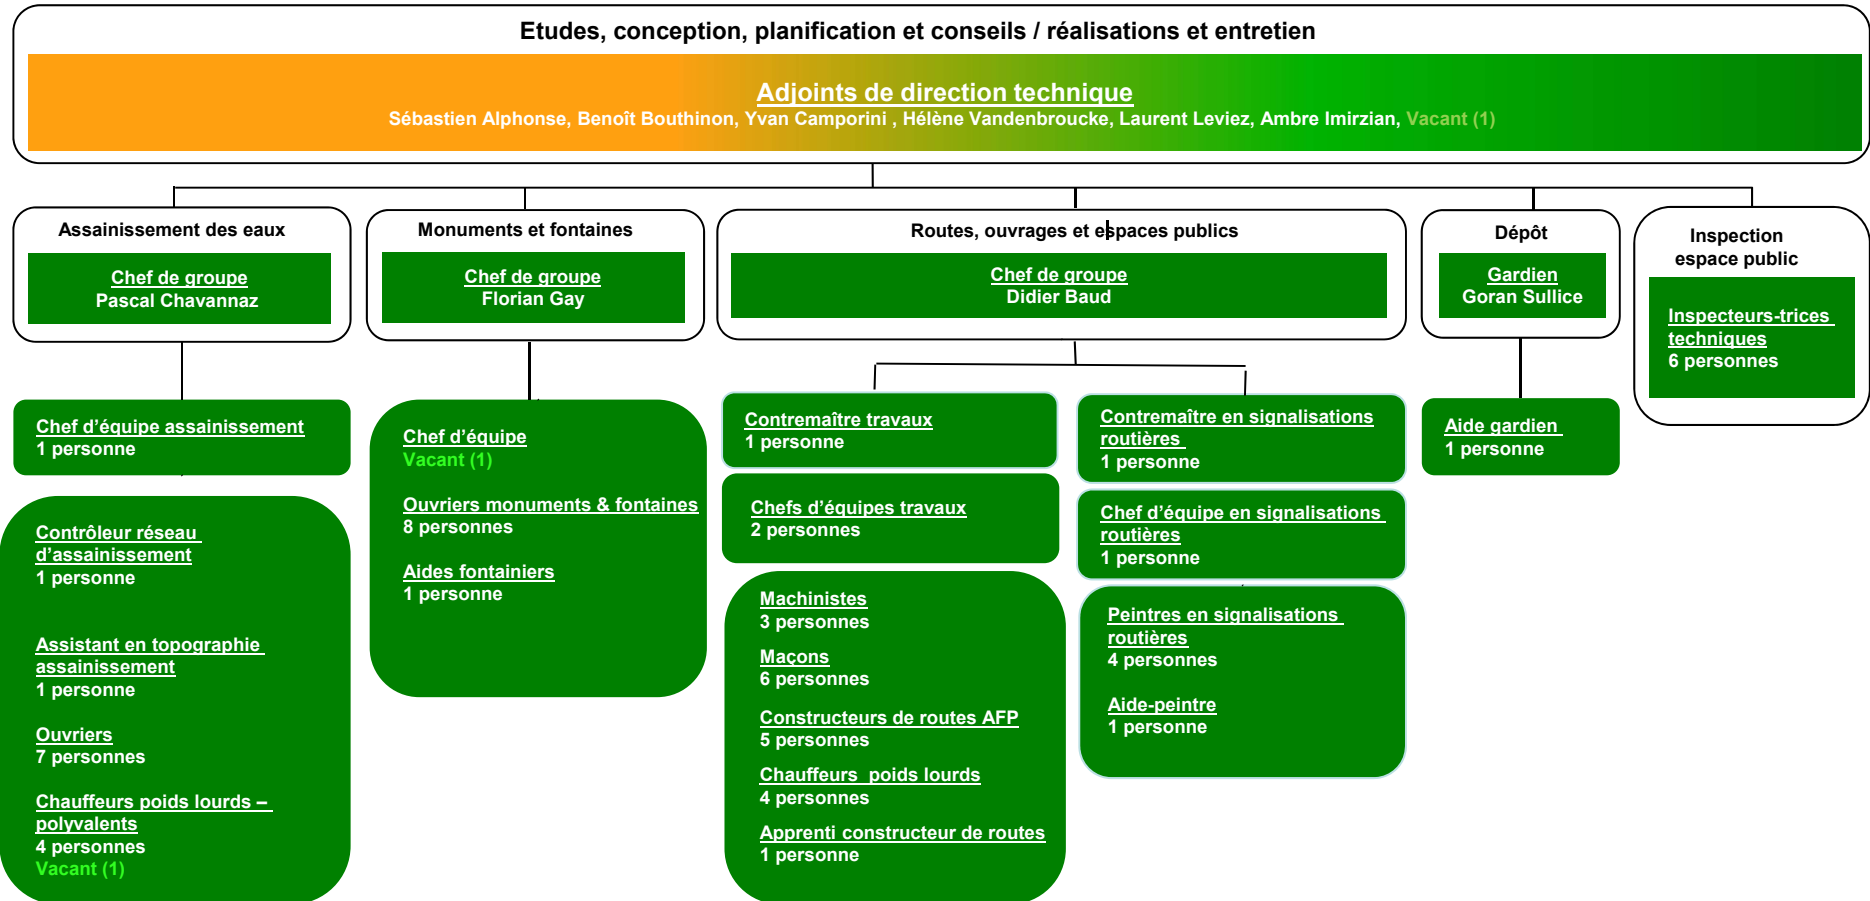 Etudes, conception, planification et conseils / réalisations et entretien
Adjoints de direction technique
Sébastien Alphonse, Benoît Bouthinon, Yvan Camporini , Hélène Vandenbroucke, Laurent Leviez, Ambre Imirzian, Vacant (1)
Assainissement des eaux
Chef de groupe
Pascal Chavannaz
Chef d'équipe assainissement
1 personne
Contrôleur réseau
d'assainissement
1 personne
Assistant en topographie
assainissement
1 personne
Ouvriers
7 personnes
Chauffeurs poids lourds –
polyvalents
4 personnes
Vacant (1)
Monuments et fontaines
Chef de groupe
Florian Gay
Chef d'équipe
Vacant (1)
Ouvriers monuments & fontaines
8 personnes
Aides fontainiers
1 personne
Routes, ouvrages et espaces publics
Chef de groupe
Didier Baud
Contremaître travaux
1 personne
Chefs d'équipes travaux
2 personnes
Machinistes
3 personnes
Maçons
6 personnes
Constructeurs de routes AFP
5 personnes
Chauffeurs  poids lourds
4 personnes
Apprenti constructeur de routes
1 personne
Contremaître en signalisations
routières
1 personne
Chef d'équipe en signalisations
routières
1 personne
Peintres en signalisations
routières
4 personnes
Aide-peintre
1 personne
Dépôt
Gardien
Goran Sullice
Aide gardien
1 personne
Inspection
espace public
Inspecteurs-trices
techniques
6 personnes